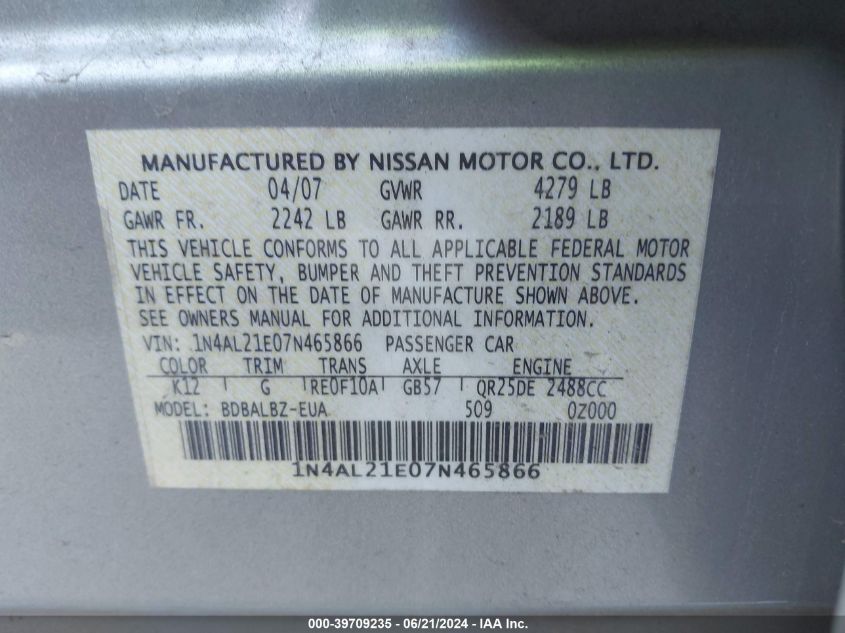 MANUFACTURED BY NISSAN MOTOR CO., LTD.
DATE 04/07 GVWR 4279 LB
GAWR FR. 2242 LB GAWR RR. 2189 LB
THIS VEHICLE CONFORMS TO ALL APPLICABLE FEDERAL MOTOR
VEHICLE SAFETY, BUMPER AND THEFT PREVENTION STANDARDS
IN EFFECT ON THE DATE OF MANUFACTURE SHOWN ABOVE.
SEE OWNERS MANUAL FOR ADDITIONAL INFORMATION.
VIN: 1N4AL21E07N465866 PASSENGER CAR
COLOR TRIM TRANS AXLE ENGINE
K12 G RE0F10A GB57 QR25DE 2488CC
MODEL: BDBALBZ-EUA 509 0Z000
1N4AL21E07N465866
000-39709235 - 06/21/2024 - IAA Inc.